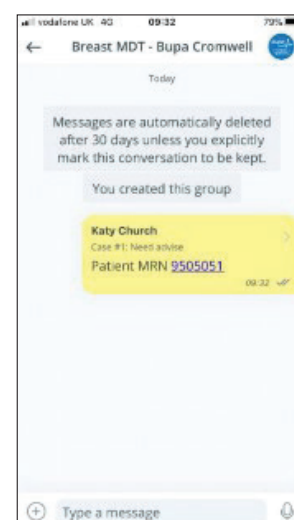 vodafone UK 4G 09:32 79%
Breast MDT - Bupa Cromwell
Today
Messages are automatically deleted
after 30 days unless you explicitly
mark this conversation to be kept.
You created this group
Katy Church
Case #1: Need advise
Patient MRN 9505051
09:32
Type a message